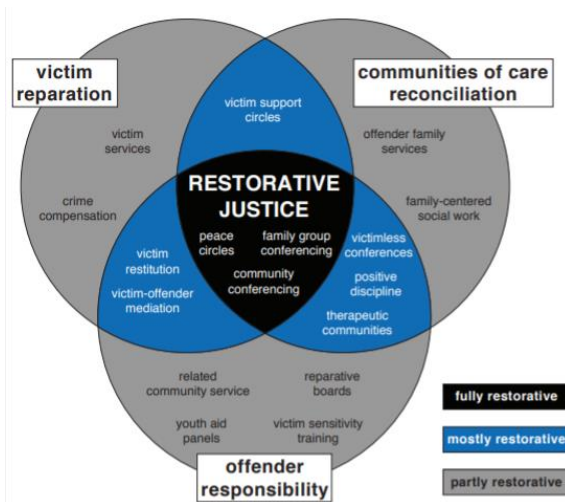 victim
reparation
communities of care
reconciliation
victim support
circles
victim
services
offender family
services
crime
compensation
family-centered
social work
RESTORATIVE
JUSTICE
peace
circles
family group
conferencing
community
conferencing
victim
restitution
victim-offender
mediation
victimless
conferences
positive
discipline
therapeutic
communities
related
community service
reparative
boards
youth aid
panels
victim sensitivity
training
offender
responsibility
fully restorative
mostly restorative
partly restorative